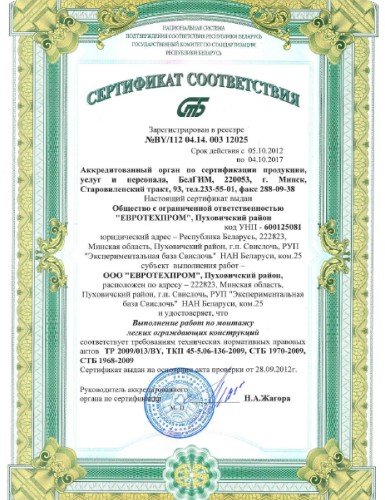 НАЦИОНАЛЬНАЯ СИСТЕМА
ПОДТВЕРЖДЕНИЯ СООТВЕТСТВИЯ РЕСПУБЛИКИ БЕЛАРУСЬ
ГОСУДАРСТВЕННЫЙ КОМИТЕТ ПО СТАНДАРТИЗАЦИИ
РЕСПУБЛИКИ БЕЛАРУСЬ
СЕРТИФИКАТ СООТВЕТСТВИЯ
СТБ
Зарегистрирован в реестре
№BY/112 04.14. 003 12025
Срок действия с 05.10.2012
по 04.10.2017
Аккредитованный орган по сертификации продукции,
услуг и персонала, БелГИМ, 220053, г. Минск,
Старовиленский тракт, 93, тел.233-55-01, факс 288-09-38
Настоящий сертификат выдан
Общество с ограниченной ответственностью
"ЕВРОТЕХПРОМ", Пуховичский район
код УНП - 600125081
юридический адрес – Республика Беларусь, 222823,
Минская область, Пуховичский район, г.п. Свислочь, РУП
"Экспериментальная база Свислочь" НАН Беларуси, ком.25
субъект выполнения работ –
ООО "ЕВРОТЕХПРОМ", Пуховичский район,
расположен по адресу – 222823, Минская область,
Пуховичский район, г.п. Свислочь, РУП "Экспериментальная
база Свислочь" НАН Беларуси, ком.25
и удостоверяет, что
Выполнение работ по монтажу
легких ограждающих конструкций
соответствуют требованиям технических нормативных правовых
актов ТР 2009/013/BY, ТКП 45-5.06-136-2009, СТБ 1970-2009,
СТБ 1968-2009
Сертификат выдан на основании акта проверки от 28.09.2012г.
Руководитель аккредитованного
органа по сертификации
М.П.
Н.А.Жагора